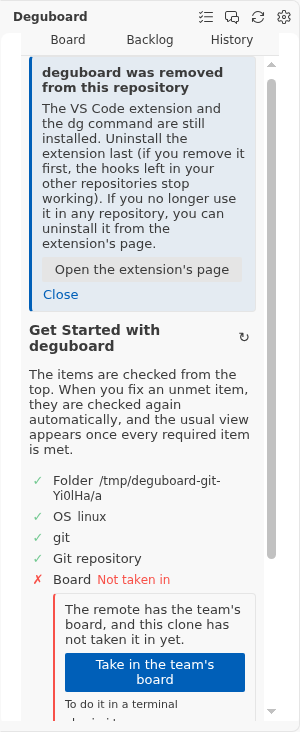 Deguboard
Board Backlog History
deguboard was removed
from this repository
The VS Code extension and
the dg command are still
installed. Uninstall the
extension last (if you remove it
first, the hooks left in your
other repositories stop
working). If you no longer use
it in any repository, you can
uninstall it from the
extension's page.
Open the extension's page
Close
Get Started with
deguboard
The items are checked from the
top. When you fix an unmet item,
they are checked again
automatically, and the usual view
appears once every required item
is met.
✓ Folder /tmp/deguboard-git-
Yi0lHa/a
✓ OS linux
✓ git
✓ Git repository
✗ Board Not taken in
The remote has the team's
board, and this clone has
not taken it in yet.
Take in the team's
board
To do it in a terminal